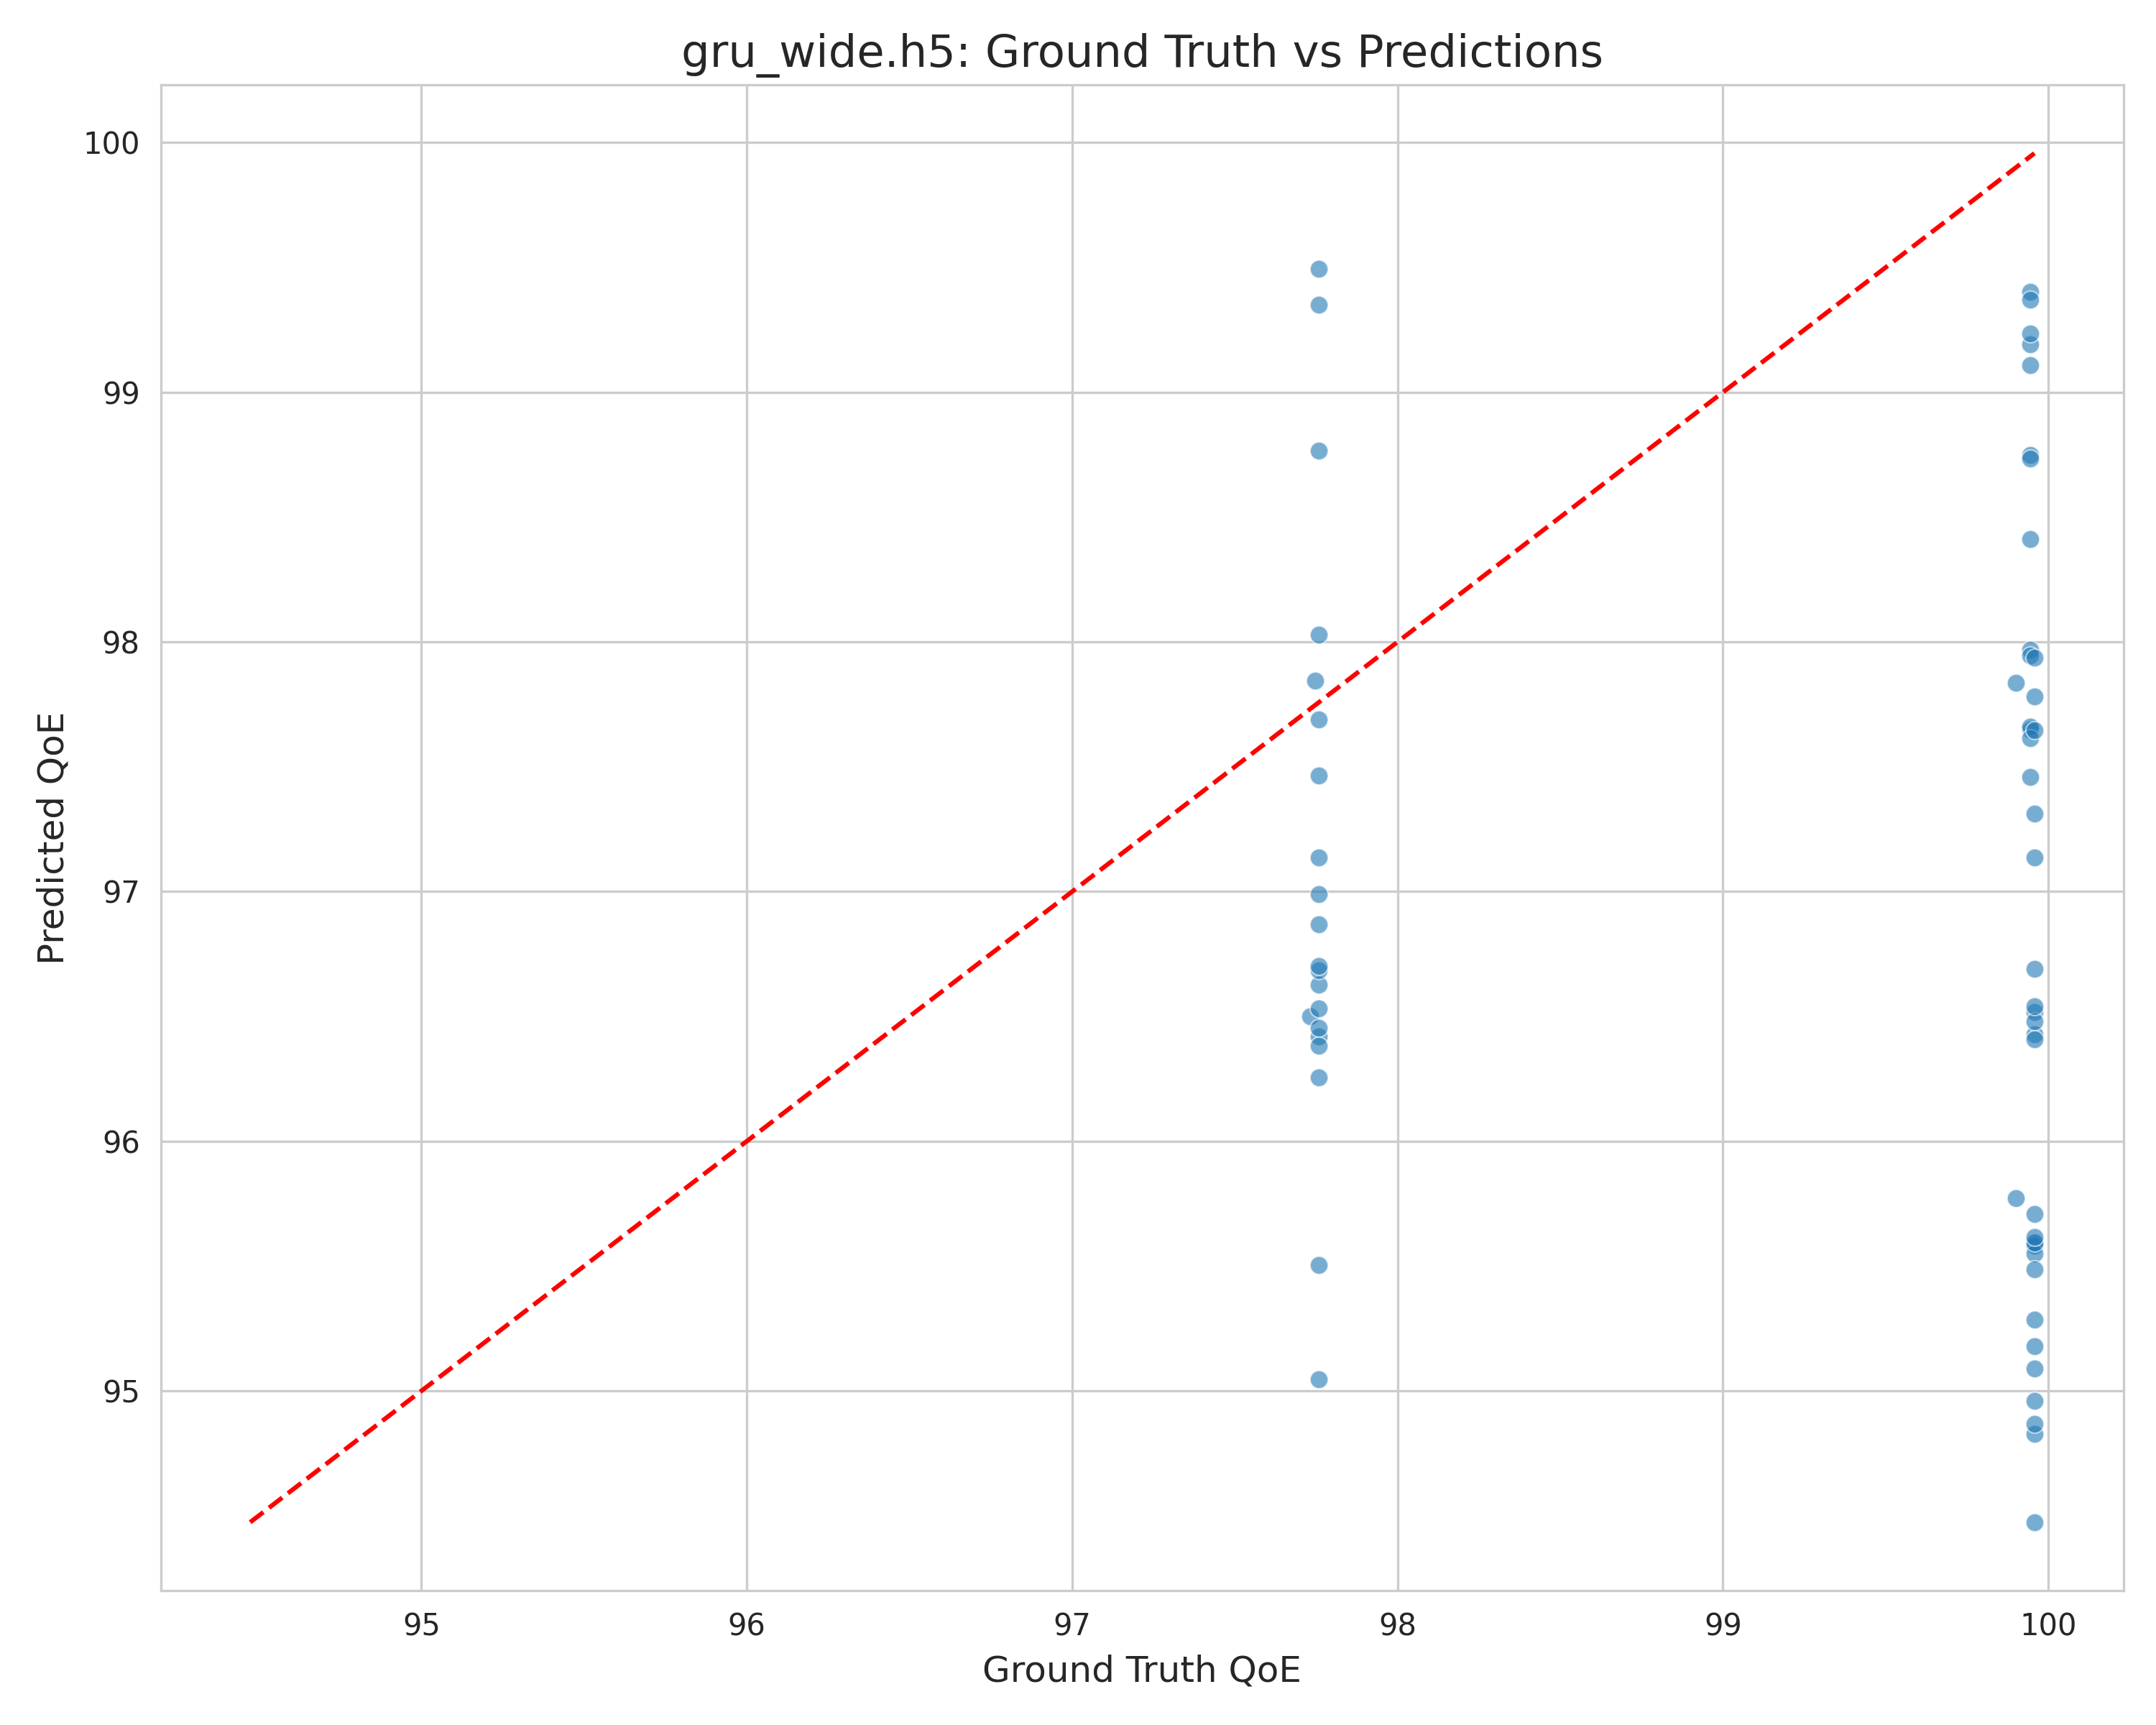 gru_wide.h5: Ground Truth vs Predictions
100
99
98
97
96
95
Predicted QoE
95 96 97 98 99 100
Ground Truth QoE